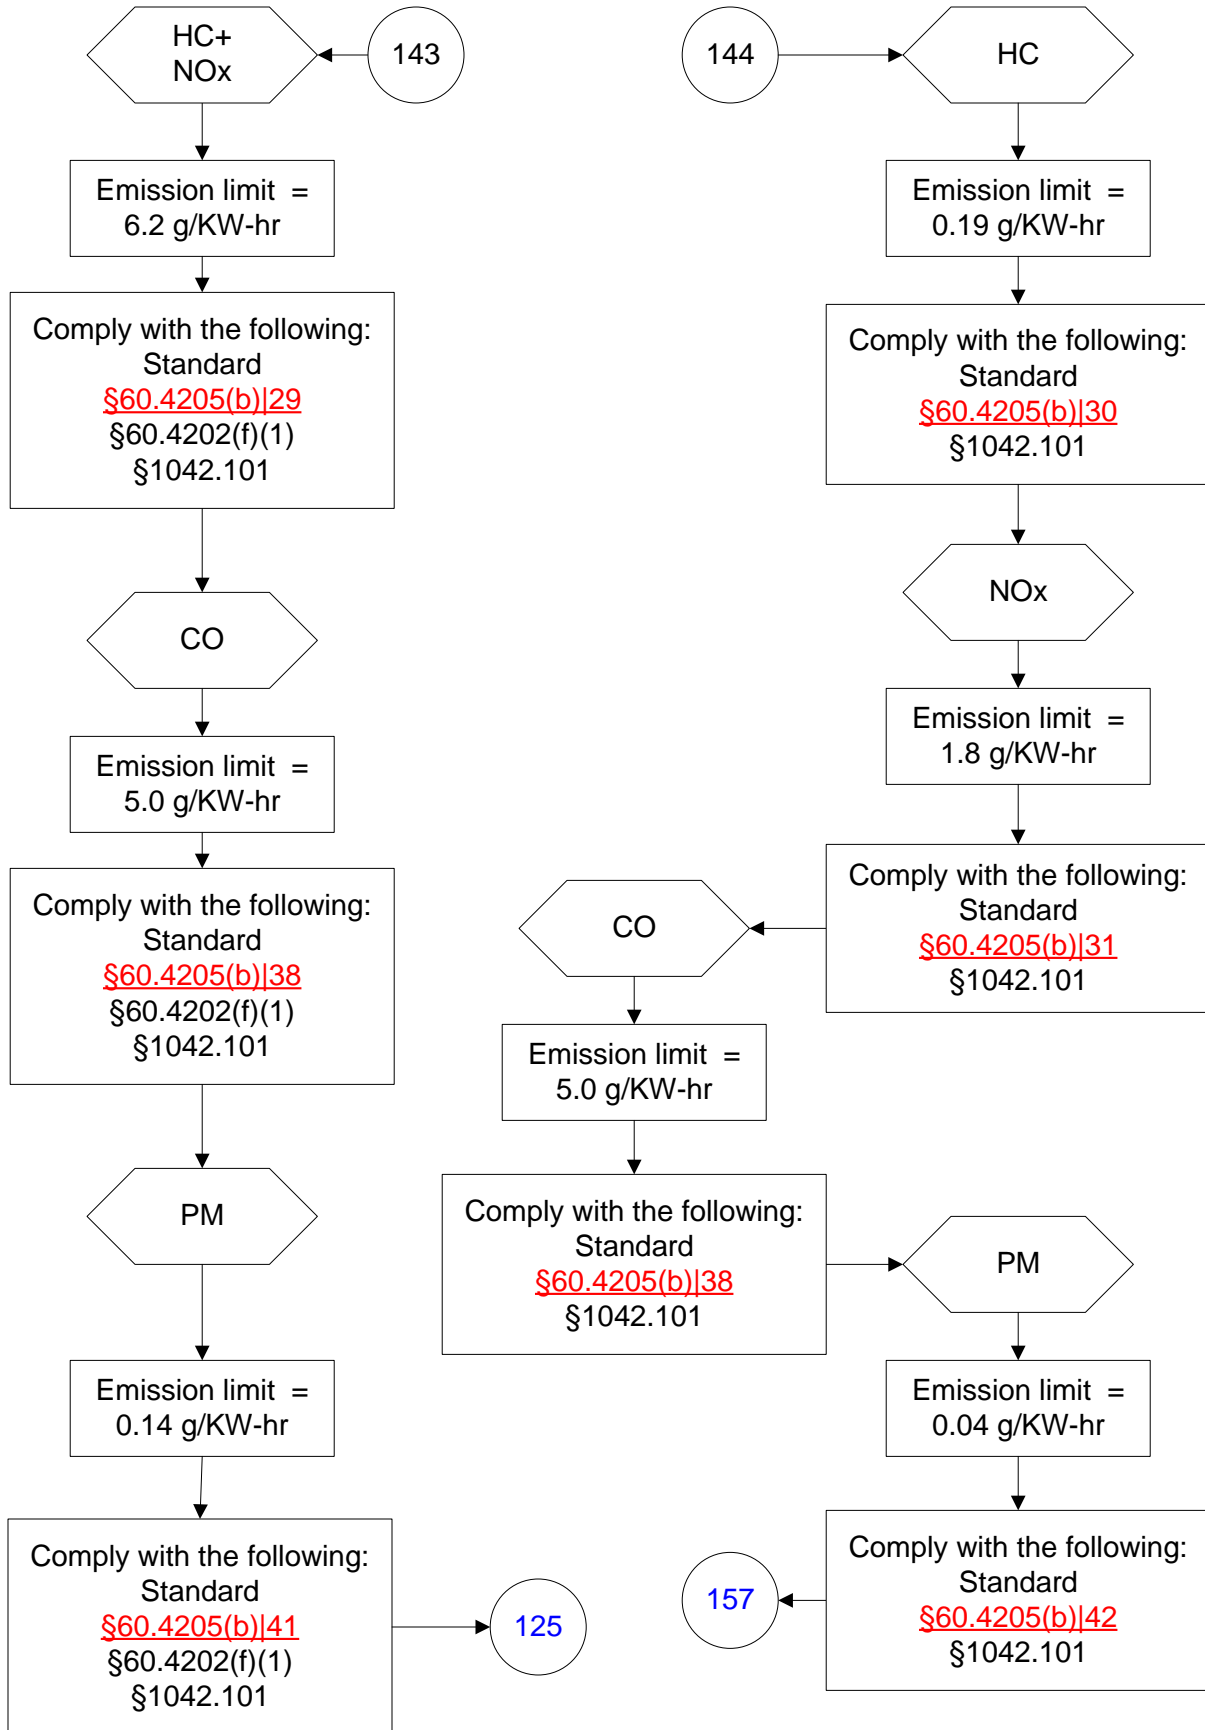 HC+
NOx
143
Emission limit =
6.2 g/KW-hr
Comply with the following:
Standard
§60.4205(b)|29
§60.4202(f)(1)
§1042.101
CO
Emission limit =
5.0 g/KW-hr
Comply with the following:
Standard
§60.4205(b)|38
§60.4202(f)(1)
§1042.101
PM
Emission limit =
0.14 g/KW-hr
Comply with the following:
Standard
§60.4205(b)|41
§60.4202(f)(1)
§1042.101
125
144
HC
Emission limit =
0.19 g/KW-hr
Comply with the following:
Standard
§60.4205(b)|30
§1042.101
NOx
Emission limit =
1.8 g/KW-hr
Comply with the following:
Standard
§60.4205(b)|31
§1042.101
CO
Emission limit =
5.0 g/KW-hr
Comply with the following:
Standard
§60.4205(b)|38
§1042.101
PM
Emission limit =
0.04 g/KW-hr
Comply with the following:
Standard
§60.4205(b)|42
§1042.101
157